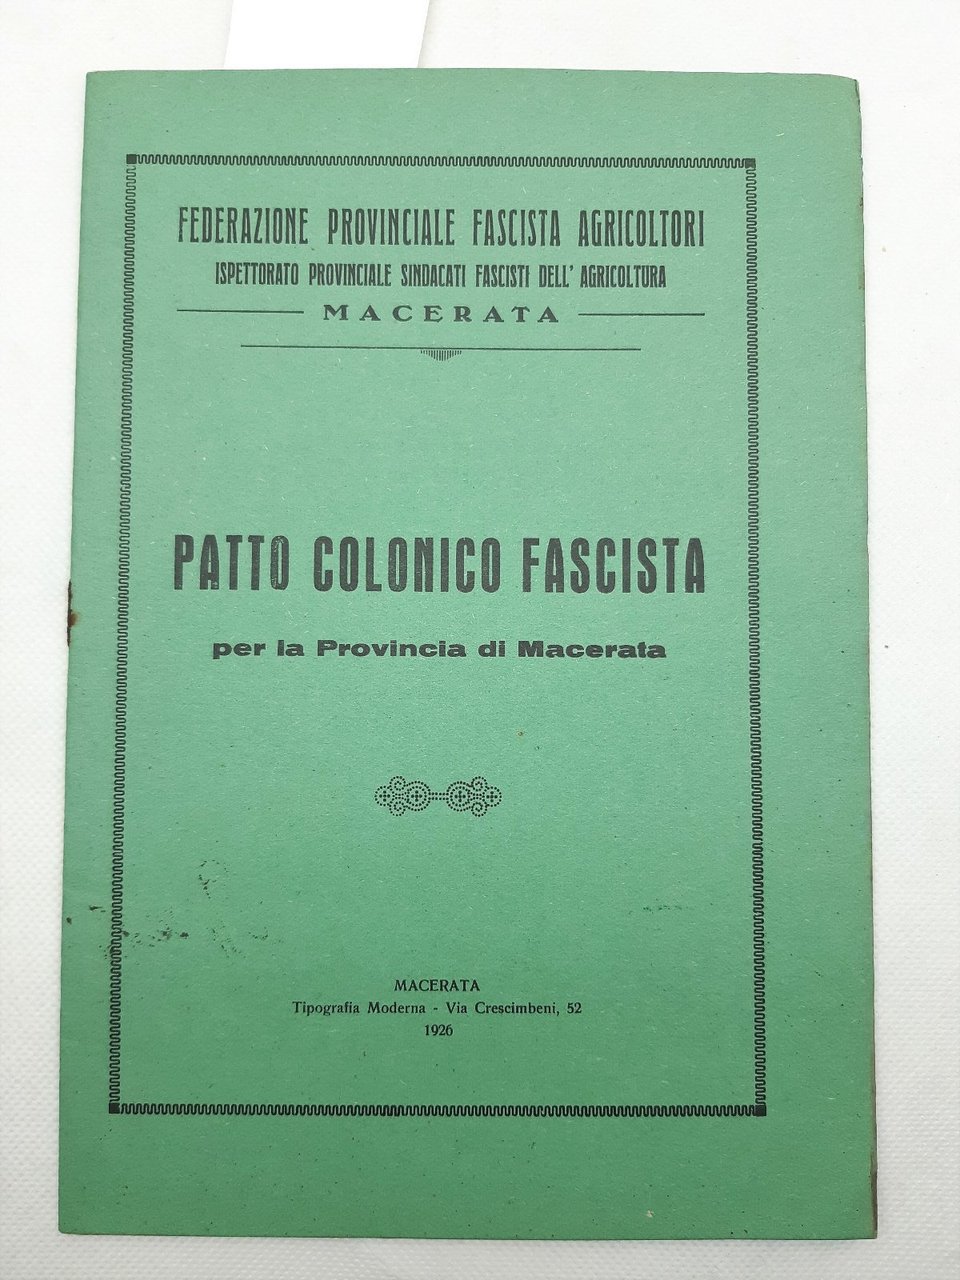 FEDERAZIONE PROVINCIALE FASCISTA AGRICOLTORI
ISPETTORATO PROVINCIALE SINDACATI FASCISTI DELL' AGRICOLTURA
MACERATA
PATTO COLONICO FASCISTA
per la Provincia di Macerata
MACERATA
Tipografia Moderna - Via Crescimbeni, 52
1926